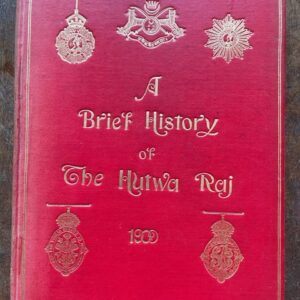 A
Brief History
of
The Hutwa Raj
1909